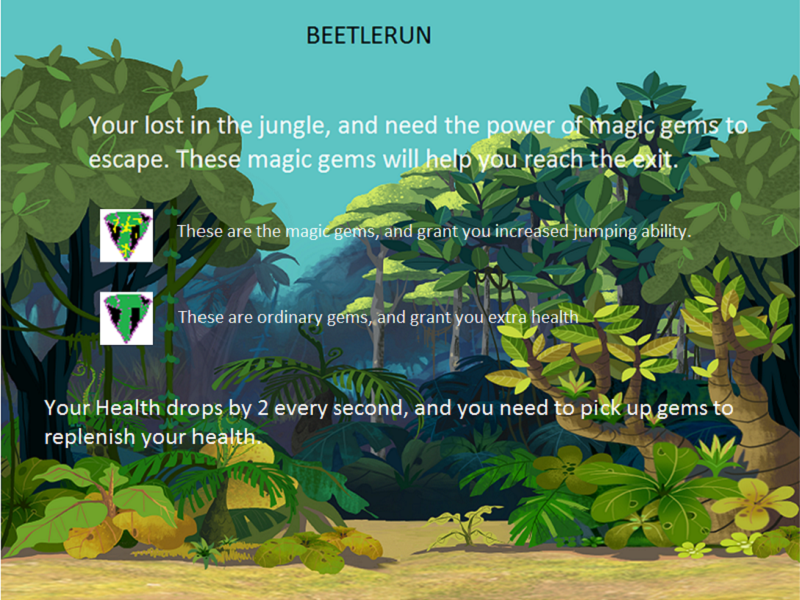 BEETLERUN
Your lost in the jungle, and need the power of magic gems to
escape. These magic gems will help you reach the exit.
These are the magic gems, and grant you increased jumping ability.
These are ordinary gems, and grant you extra health
Your Health drops by 2 every second, and you need to pick up gems to
replenish your health.